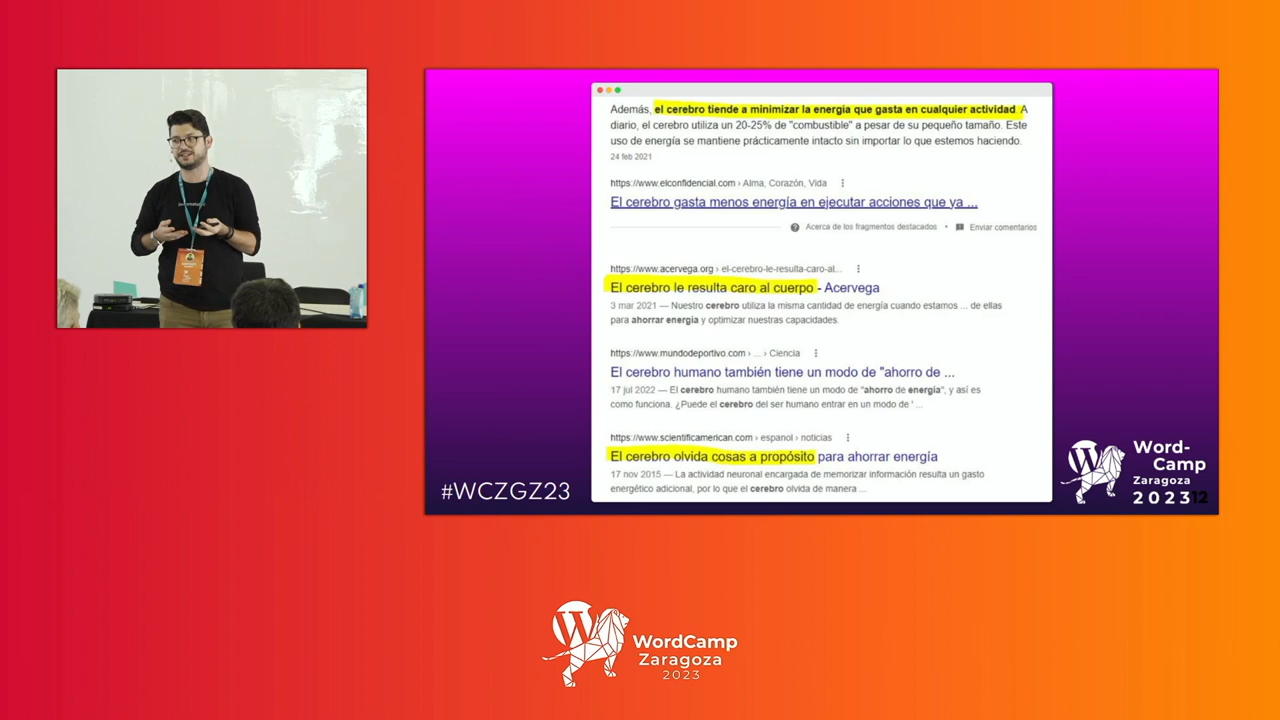 Además, el cerebro tiende a minimizar la energía que gasta en cualquier actividad. A
diario, el cerebro utiliza un 20-25% de "combustible" a pesar de su pequeño tamaño. Este
uso de energía se mantiene prácticamente intacto sin importar lo que estemos haciendo.
24 feb 2021
https://www.elconfidencial.com › Alma, Corazón, Vida
El cerebro gasta menos energía en ejecutar acciones que ya ...
Acerca de los fragmentos destacados • Enviar comentarios
https://www.acervega.org › el-cerebro-le-resulta-caro-al...
El cerebro le resulta caro al cuerpo - Acervega
3 mar 2021 — Nuestro cerebro utiliza la misma cantidad de energía cuando estamos ... de ellas
para ahorrar energía y optimizar nuestras capacidades.
https://www.mundodeportivo.com › ... › Ciencia
El cerebro humano también tiene un modo de "ahorro de ...
17 jul 2022 — El cerebro humano también tiene un modo de "ahorro de energía", y así es
como funciona. ¿Puede el cerebro del ser humano entrar en un modo de ' ...
https://www.scientificamerican.com › espanol › noticias
El cerebro olvida cosas a propósito para ahorrar energía
17 nov 2015 — La actividad neuronal encargada de memorizar información resulta un gasto
energético adicional, por lo que el cerebro olvida de manera ...
#WCZGZ23
Word-
Camp
Zaragoza
2023
12
WordCamp
Zaragoza
2023